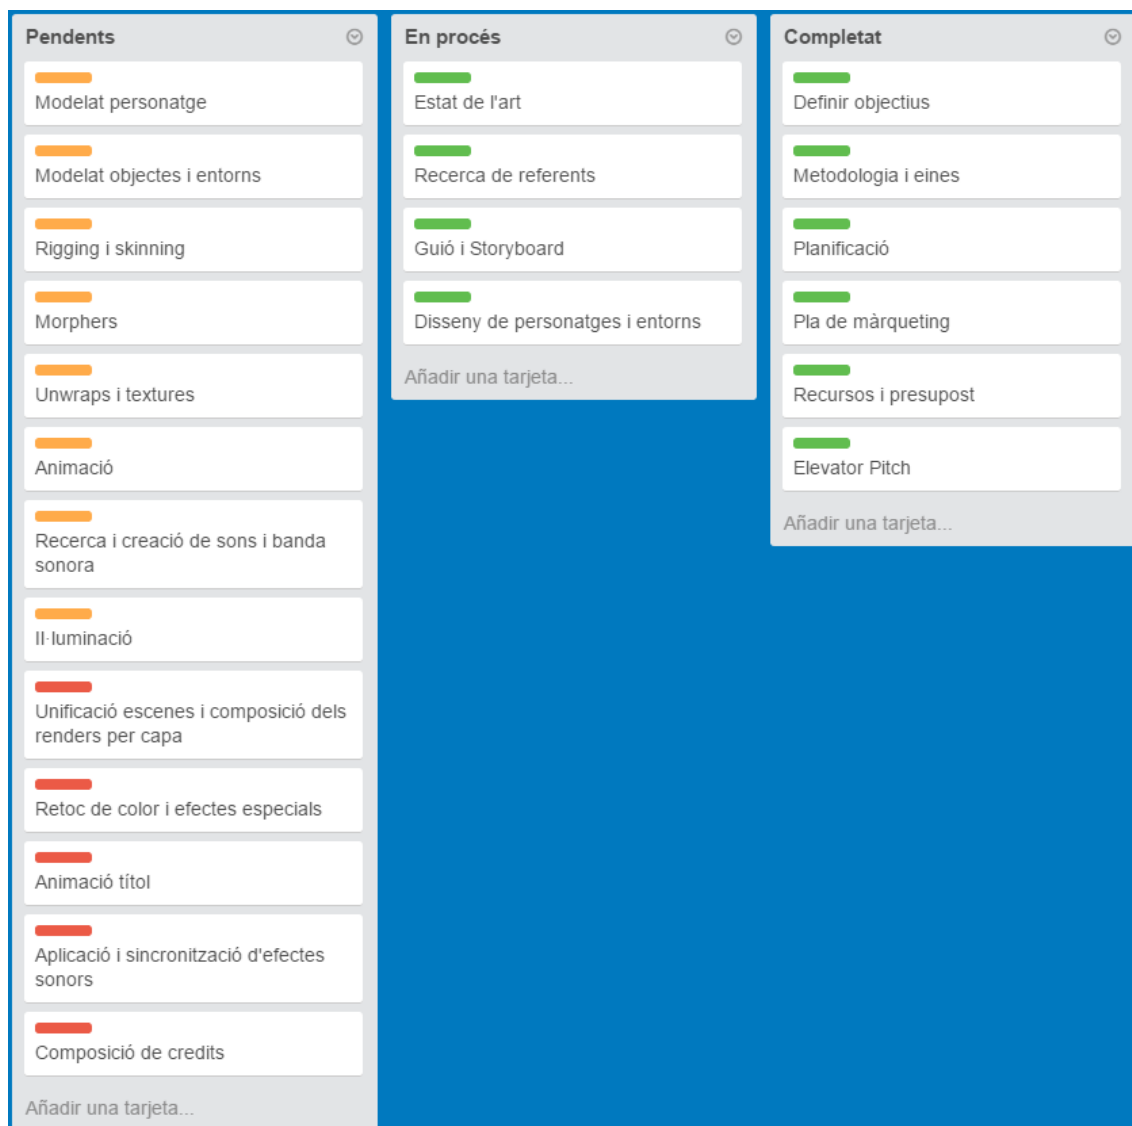 Pendents
Modelat personatge
Modelat objectes i entorns
Rigging i skinning
Morphers
Unwraps i textures
Animació
Recerca i creació de sons i banda
sonora
Il·luminació
Unificació escenes i composició dels
renders per capa
Retoc de color i efectes especials
Animació títol
Aplicació i sincronització d'efectes
sonors
Composició de credits
Añadir una tarjeta...
En procés
Estat de l'art
Recerca de referents
Guió i Storyboard
Disseny de personatges i entorns
Añadir una tarjeta...
Completat
Definir objectius
Metodologia i eines
Planificació
Pla de màrqueting
Recursos i presupost
Elevator Pitch
Añadir una tarjeta...